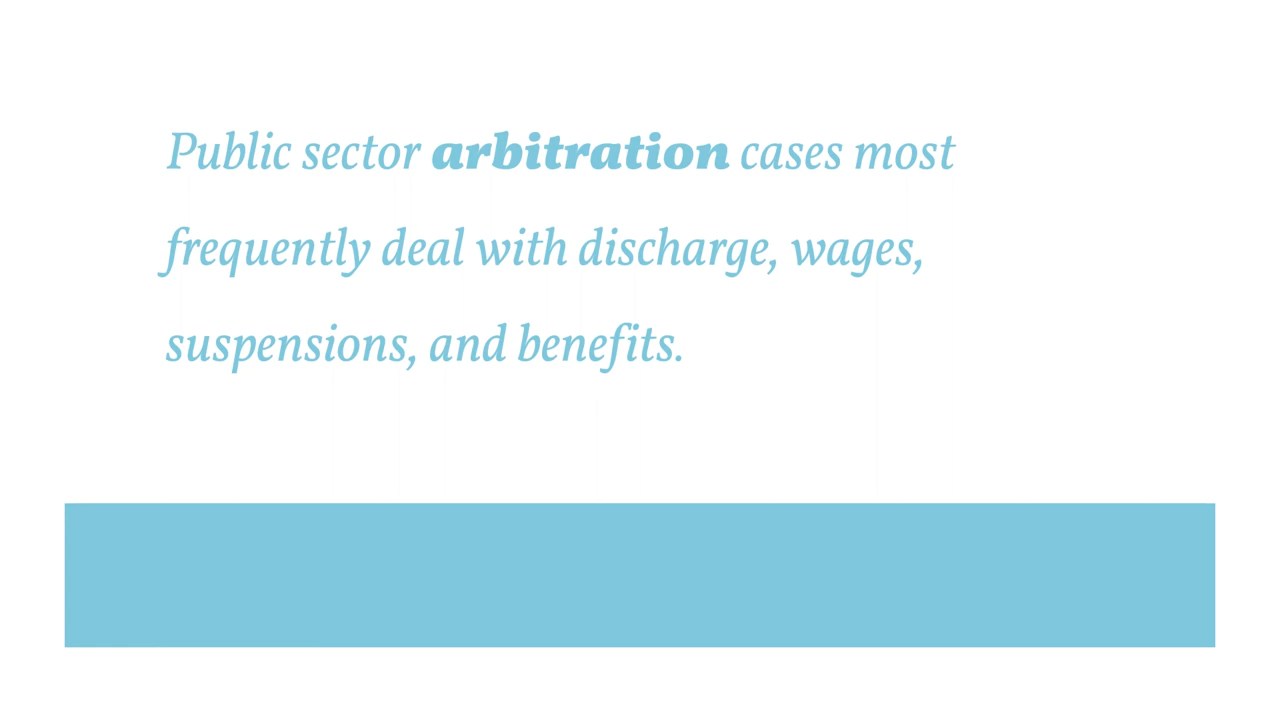 Public sector arbitration cases most
frequently deal with discharge, wages,
suspensions, and benefits.